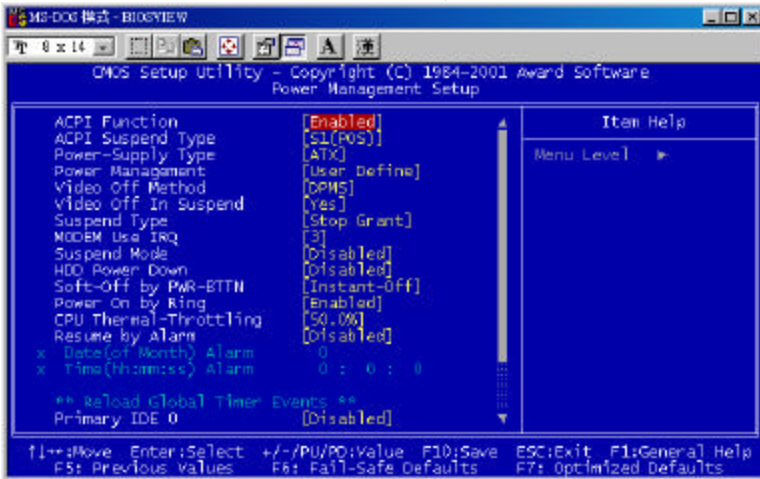 MS-DOS 模式 - BIOSVIEW
8 x 14
A 漢
CMOS Setup Utility - Copyright (C) 1984-2001 Award Software
Power Management Setup
ACPI Function [Enabled]
ACPI Suspend Type [S1(POS)]
Power-Supply Type [ATX]
Power Management [User Define]
Video Off Method [DPMS]
Video Off In Suspend [Yes]
Suspend Type [Stop Grant]
MODEM Use IRQ [3]
Suspend Mode [Disabled]
HDD Power Down [Disabled]
Soft-Off by PWR-BTTN [Instant-Off]
Power On by Ring [Enabled]
CPU Thermal-Throttling [50.0%]
Resume by Alarm [Disabled]
x Date(of Month) Alarm 0
x Time(hh:mm:ss) Alarm 0 : 0 : 0
** Reload Global Timer Events **
Primary IDE 0 [Disabled]
Item Help
Menu Level ►
↑↓→←:Move Enter:Select +/-/PU/PD:Value F10:Save ESC:Exit F1:General Help
F5: Previous Values F6: Fail-Safe Defaults F7: Optimized Defaults